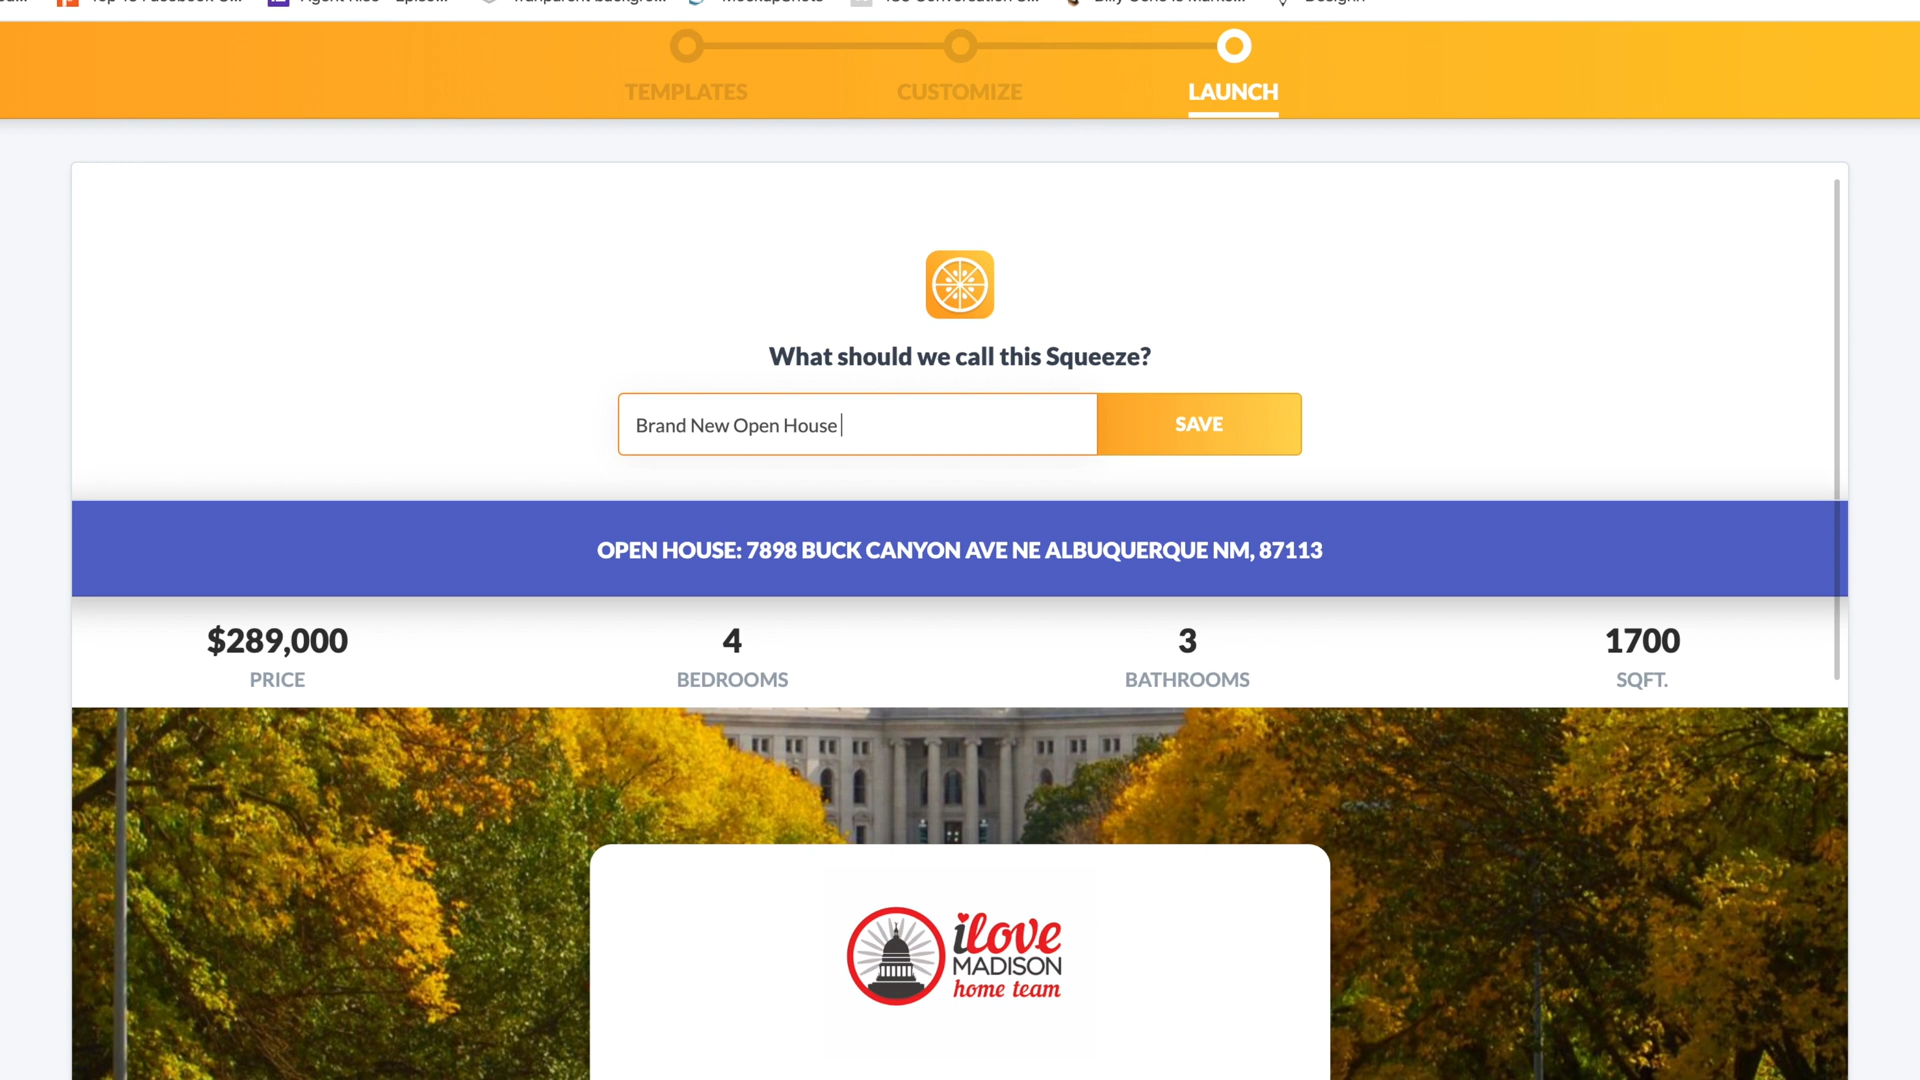 TEMPLATES
CUSTOMIZE
LAUNCH
What should we call this Squeeze?
Brand New Open House
SAVE
OPEN HOUSE: 7898 BUCK CANYON AVE NE ALBUQUERQUE NM, 87113
$289,000
4
3
1700
PRICE
BEDROOMS
BATHROOMS
SQFT.
ilove
MADISON
home team